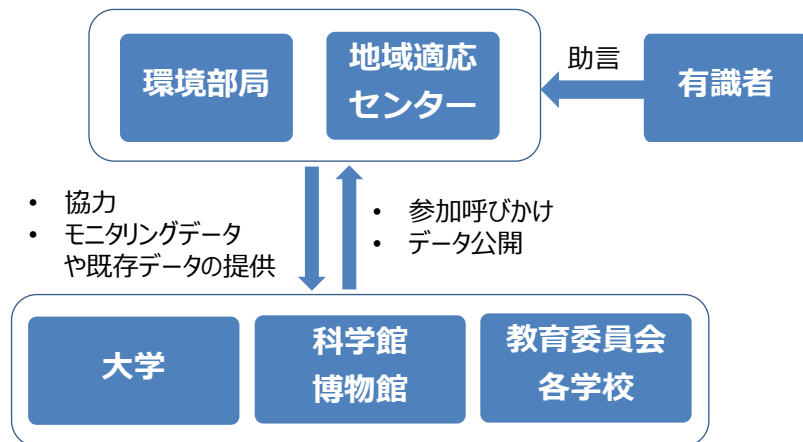 環境部局
地域適応
センター
助言
有識者
• 協力
• モニタリングデータ
や既存データの提供
• 参加呼びかけ
• データ公開
大学
科学館
博物館
教育委員会
各学校